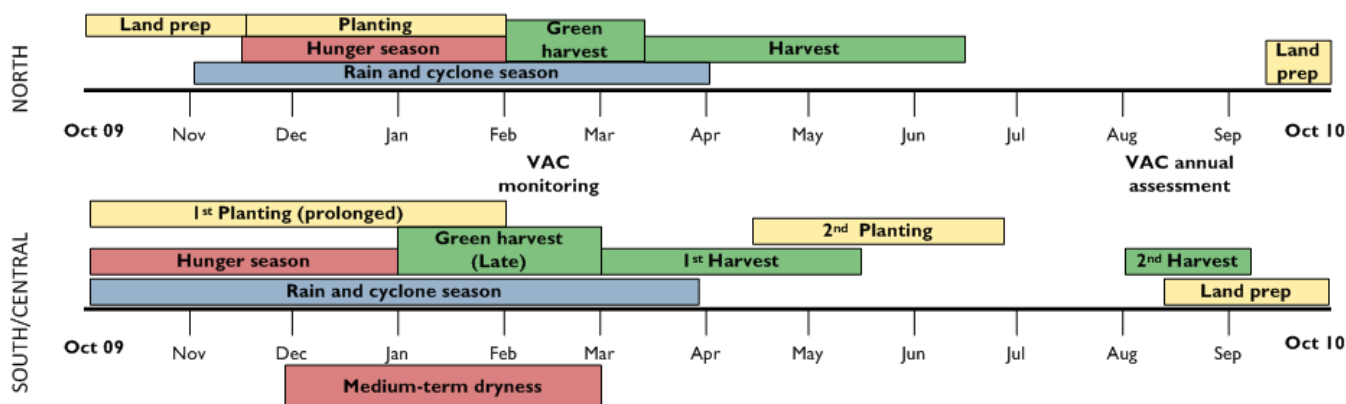 NORTH
Land prep
Planting
Green
harvest
Hunger season
Harvest
Rain and cyclone season
Land
prep
Oct 09 Nov Dec Jan Feb Mar Apr May Jun Jul Aug Sep Oct 10
VAC
monitoring
VAC annual
assessment
SOUTH/CENTRAL
1st Planting (prolonged)
2nd Planting
Green harvest
(Late)
Hunger season
1st Harvest
2nd Harvest
Rain and cyclone season
Land prep
Oct 09 Nov Dec Jan Feb Mar Apr May Jun Jul Aug Sep Oct 10
Medium-term dryness